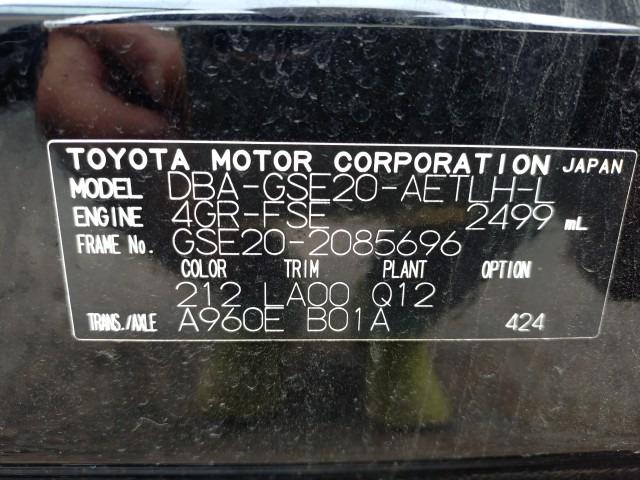 TOYOTA MOTOR CORPORATION JAPAN
MODEL DBA-GSE20-AETLH-L
ENGINE 4GR-FSE 2499 mL
FRAME No. GSE20-2085696
COLOR TRIM PLANT OPTION
212 LA00 Q12
TRANS./AXLE A960E B01A 424